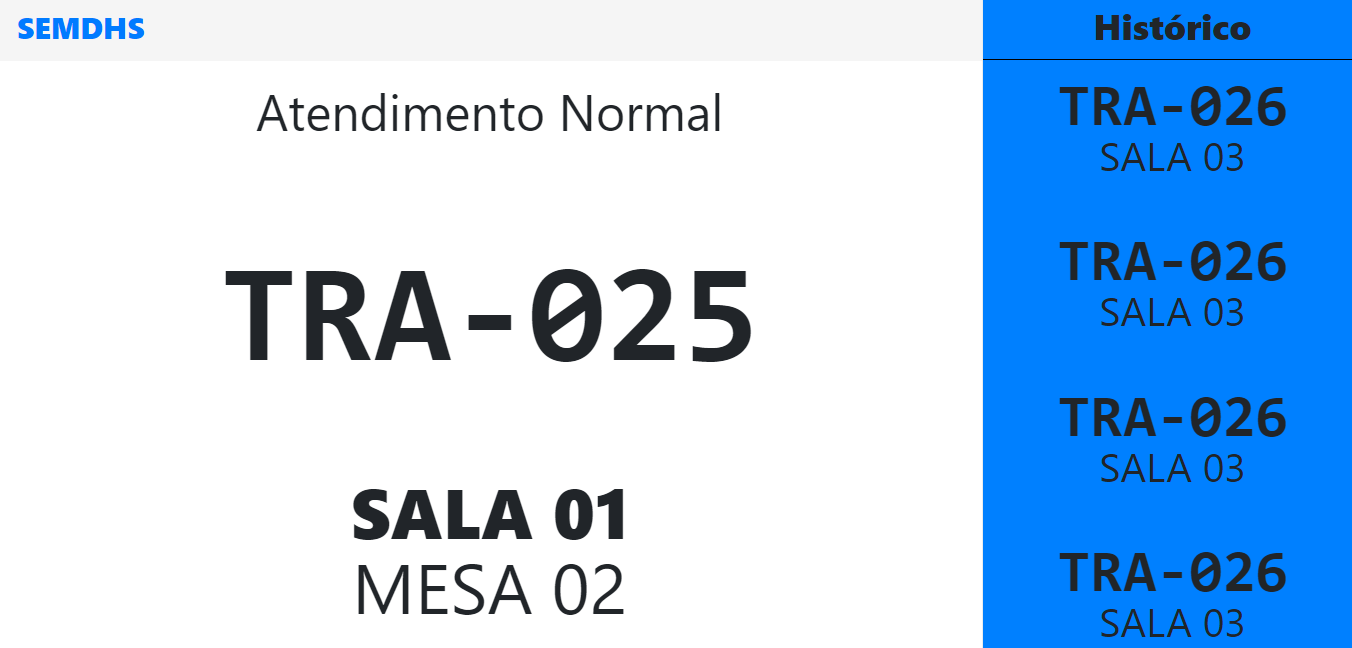 SEMDHS
Atendimento Normal
TRA-025
SALA 01
MESA 02
Histórico
TRA-026
SALA 03
TRA-026
SALA 03
TRA-026
SALA 03
TRA-026
SALA 03